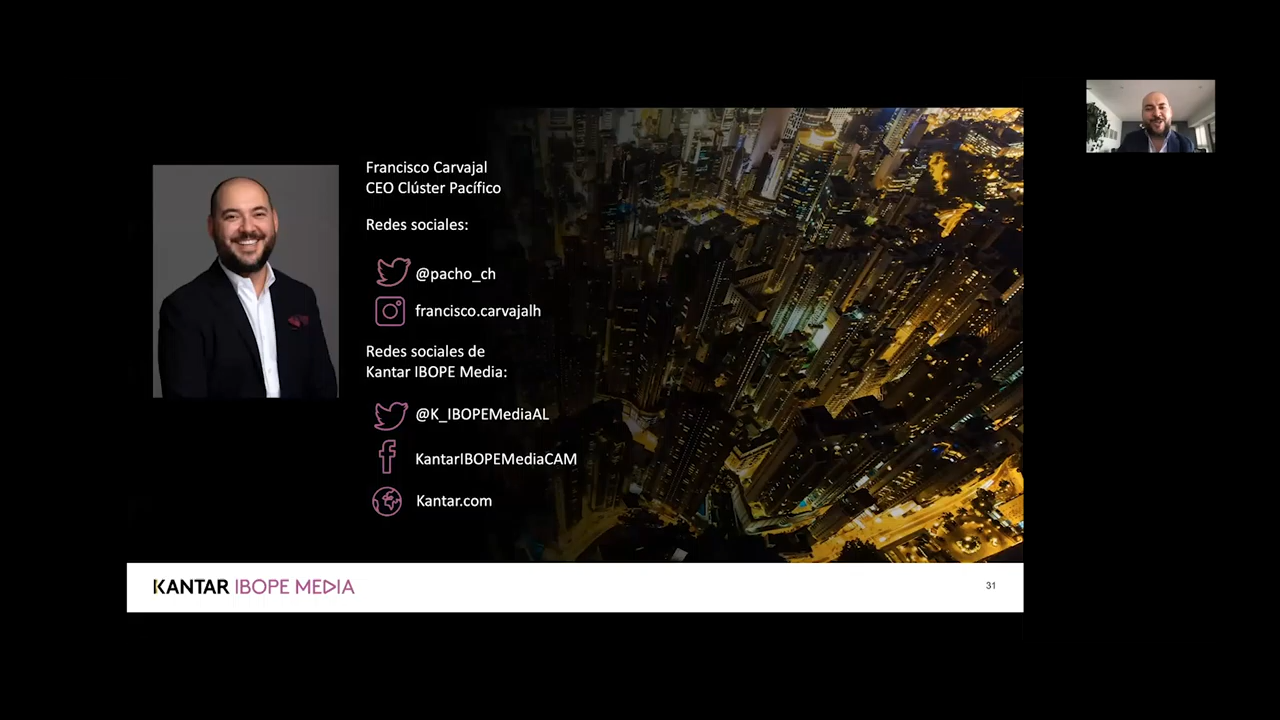 Francisco Carvajal
CEO Clúster Pacífico
Redes sociales:
@pacho_ch
francisco.carvajalh
Redes sociales de
Kantar IBOPE Media:
@K_IBOPEMediaAL
KantarIBOPEMediaCAM
Kantar.com
KANTAR IBOPE MEDIA
31